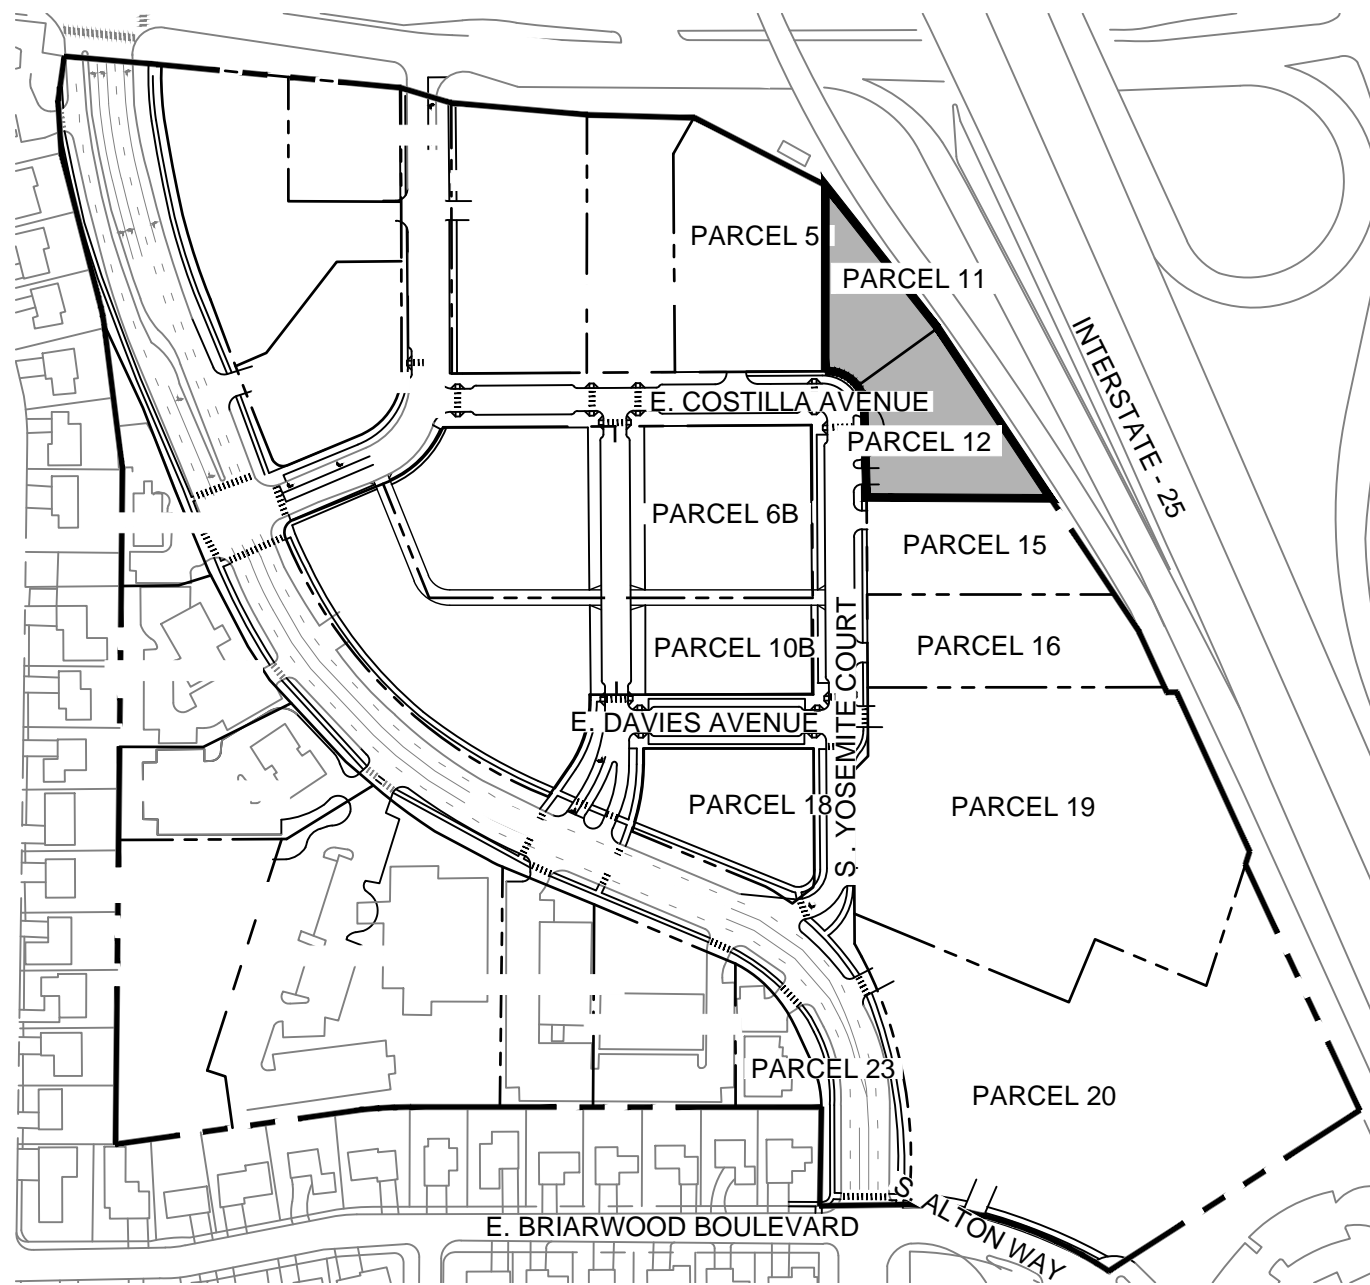 PARCEL 5
PARCEL 11
INTERSTATE - 25
E. COSTILLA AVENUE
PARCEL 12
PARCEL 6B
PARCEL 15
PARCEL 10B
PARCEL 16
S. YOSEMITE COURT
E. DAVIES AVENUE
PARCEL 18
PARCEL 19
PARCEL 23
PARCEL 20
S. ALTON WAY
E. BRIARWOOD BOULEVARD